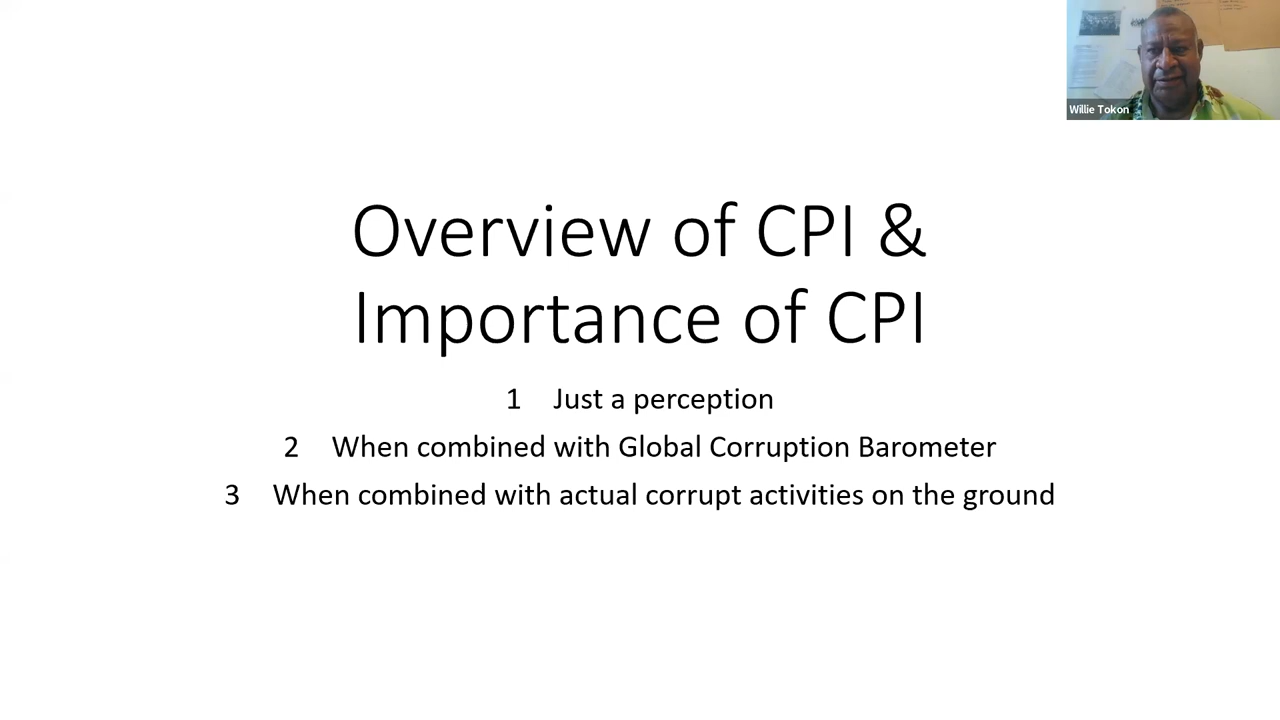 Willie Tokon
Overview of CPI &
Importance of CPI
1 Just a perception
2 When combined with Global Corruption Barometer
3 When combined with actual corrupt activities on the ground